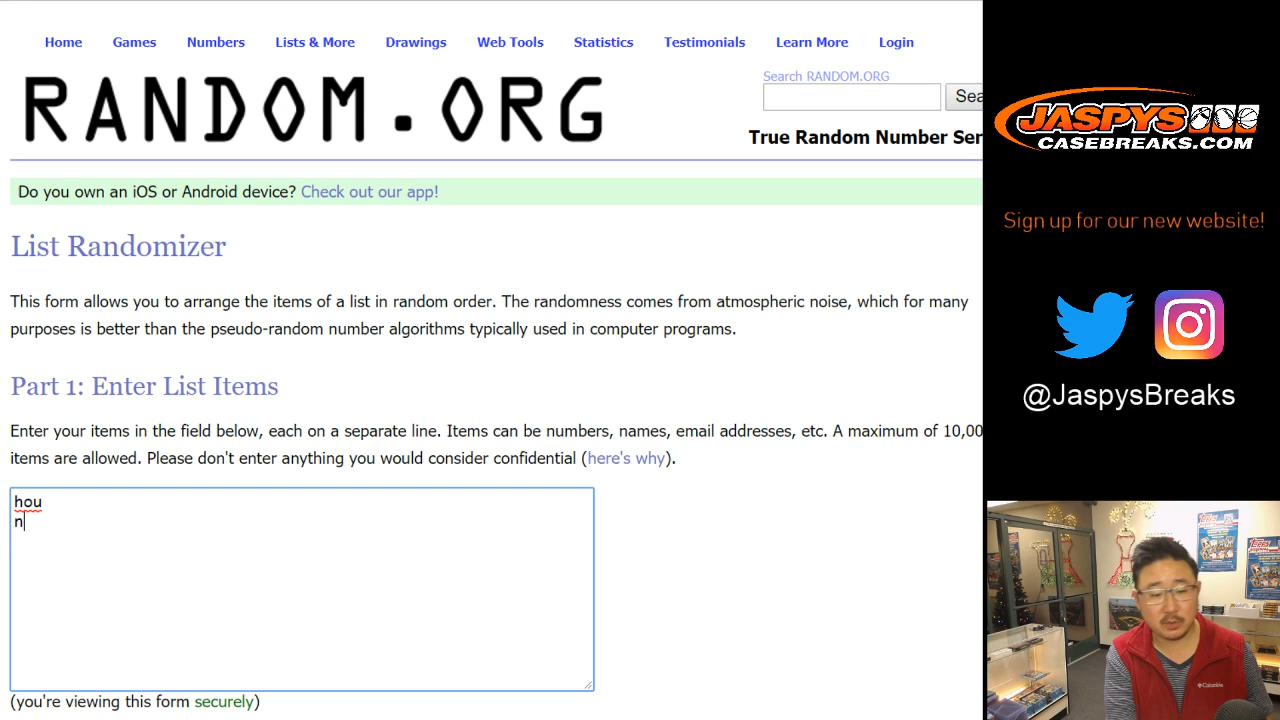 Home Games Numbers Lists & More Drawings Web Tools Statistics Testimonials Learn More Login
RANDOM.ORG
Search RANDOM.ORG
Sea
True Random Number Ser
Do you own an iOS or Android device? Check out our app!
List Randomizer
This form allows you to arrange the items of a list in random order. The randomness comes from atmospheric noise, which for many
purposes is better than the pseudo-random number algorithms typically used in computer programs.
Part 1: Enter List Items
Enter your items in the field below, each on a separate line. Items can be numbers, names, email addresses, etc. A maximum of 10,00
items are allowed. Please don't enter anything you would consider confidential (here's why).
hou
n
(you're viewing this form securely)
JASPYS
CASEBREAKS.COM
Sign up for our new website!
@JaspysBreaks
Topps
Columbia